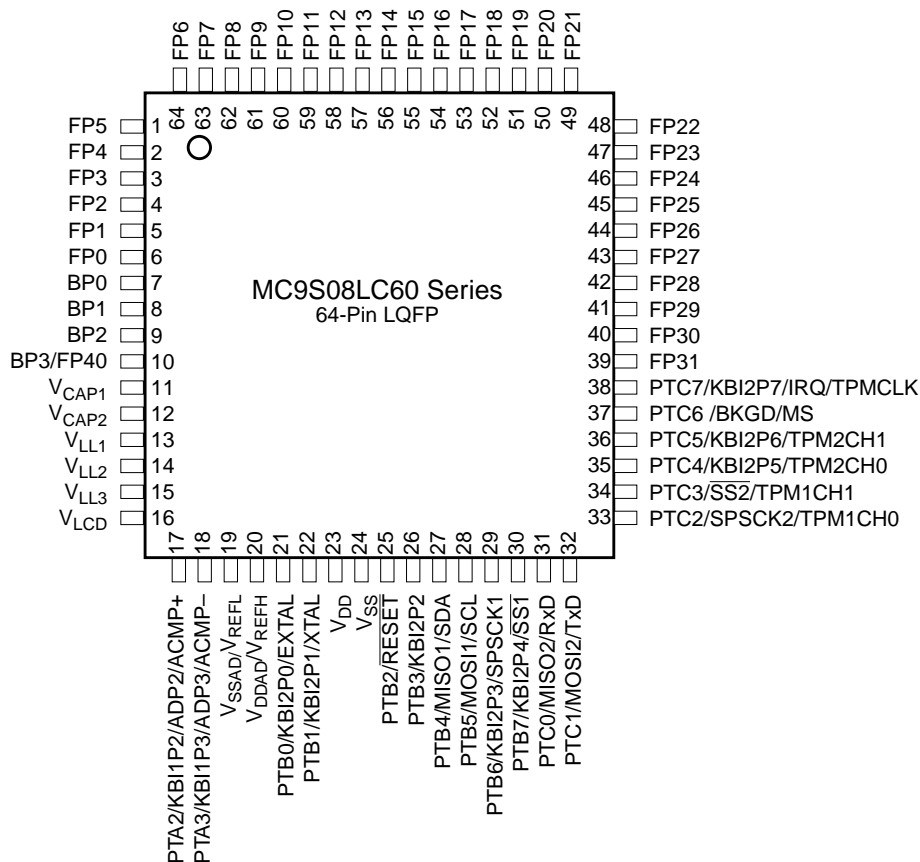 FP6
FP7
FP8
FP9
FP10
FP11
FP12
FP13
FP14
FP15
FP16
FP17
FP18
FP19
FP20
FP21
64
63
62
61
60
59
58
57
56
55
54
53
52
51
50
49
FP5 1
FP4 2
FP3 3
FP2 4
FP1 5
FP0 6
BP0 7
BP1 8
BP2 9
BP3/FP40 10
VCAP1 11
VCAP2 12
VLL1 13
VLL2 14
VLL3 15
VLCD 16
MC9S08LC60 Series
64-Pin LQFP
48 FP22
47 FP23
46 FP24
45 FP25
44 FP26
43 FP27
42 FP28
41 FP29
40 FP30
39 FP31
38 PTC7/KBI2P7/IRQ/TPMCLK
37 PTC6 /BKGD/MS
36 PTC5/KBI2P6/TPM2CH1
35 PTC4/KBI2P5/TPM2CH0
34 PTC3/SS2/TPM1CH1
33 PTC2/SPSCK2/TPM1CH0
17
18
19
20
21
22
23
24
25
26
27
28
29
30
31
32
PTA2/KBI1P2/ADP2/ACMP+
PTA3/KBI1P3/ADP3/ACMP–
VSSAD/VREFL
VDDAD/VREFH
PTB0/KBI2P0/EXTAL
PTB1/KBI2P1/XTAL
VDD
VSS
PTB2/RESET
PTB3/KBI2P2
PTB4/MISO1/SDA
PTB5/MOSI1/SCL
PTB6/KBI2P3/SPSCK1
PTB7/KBI2P4/SS1
PTC0/MISO2/RxD
PTC1/MOSI2/TxD